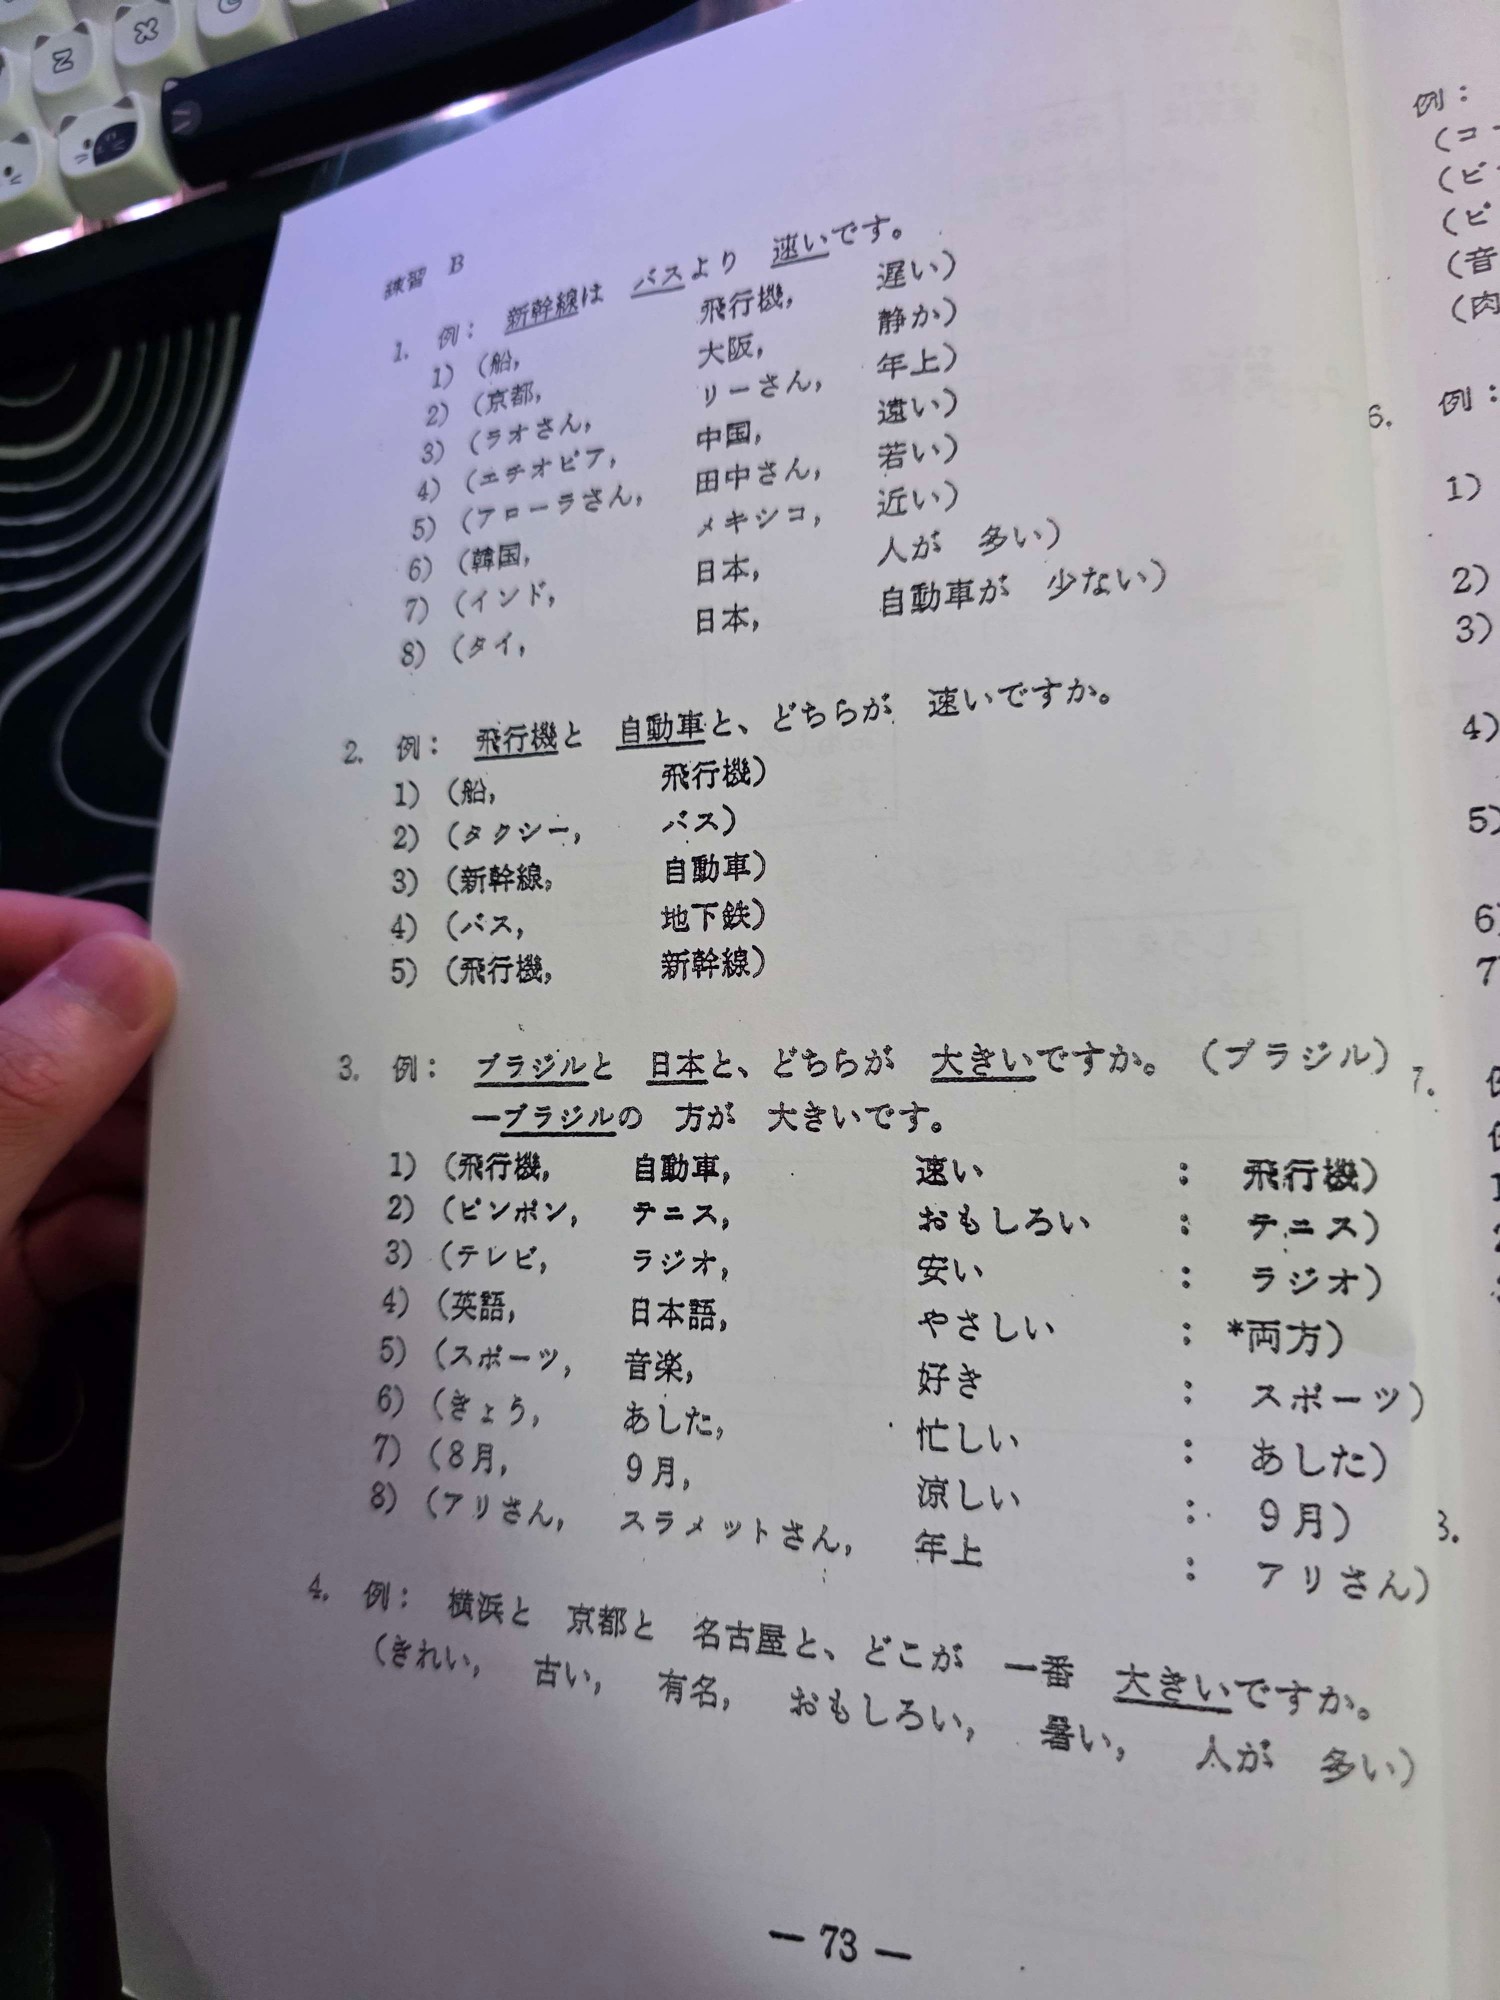 Z X
練習 B
1. 例： 新幹線は バスより 速いです。
1) (船, 飛行機, 遅い)
2) (京都, 大阪, 静か)
3) (ラオさん, リーさん, 年上)
4) (エチオピア, 中国, 遠い)
5) (アローラさん, 田中さん, 若い)
6) (韓国, メキシコ, 近い)
7) (インド, 日本, 人が 多い)
8) (タイ, 日本, 自動車が 少ない)
2. 例： 飛行機と 自動車と、どちらが 速いですか。
1) (船, 飛行機)
2) (タクシー, バス)
3) (新幹線, 自動車)
4) (バス, 地下鉄)
5) (飛行機, 新幹線)
3. 例： ブラジルと 日本と、どちらが 大きいですか。(ブラジル)
―ブラジルの 方が 大きいです。
1) (飛行機, 自動車, 速い : 飛行機)
2) (ピンポン, テニス, おもしろい : テニス)
3) (テレビ, ラジオ, 安い : ラジオ)
4) (英語, 日本語, やさしい : *両方)
5) (スポーツ, 音楽, 好き : スポーツ)
6) (きょう, あした, 忙しい : あした)
7) (8月, 9月, 涼しい : 9月)
8) (アリさん, スラメットさん, 年上 : アリさん)
4. 例： 横浜と 京都と 名古屋と、どこが 一番 大きいですか。
(きれい, 古い, 有名, おもしろい, 暑い, 人が 多い)
― 73 ―
例：
(コ
(ビ
(ピ
(音
(肉
6. 例：
1)
2)
3)
4)
5)
6)
7
7.